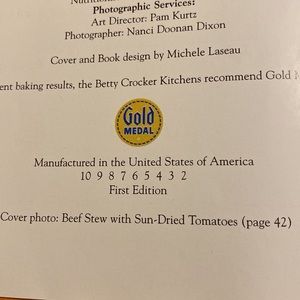 Photographic Services:
Art Director: Pam Kurtz
Photographer: Nanci Doonan Dixon
Cover and Book design by Michele Laseau
ent baking results, the Betty Crocker Kitchens recommend Gold
Gold
MEDAL
Manufactured in the United States of America
10 9 8 7 6 5 4 3 2
First Edition
Cover photo: Beef Stew with Sun-Dried Tomatoes (page 42)